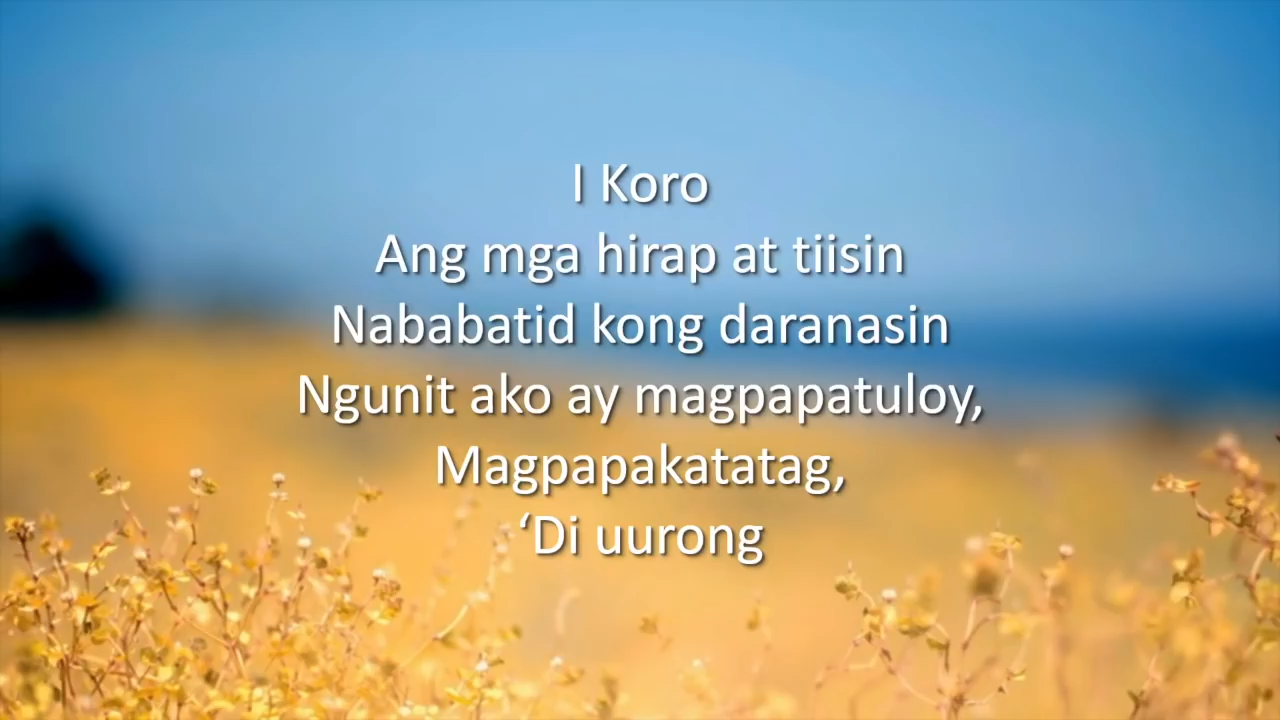 I Koro
Ang mga hirap at tiisin
Nababatid kong daranasin
Ngunit ako ay magpapatuloy,
Magpapakatatag,
‘Di uurong